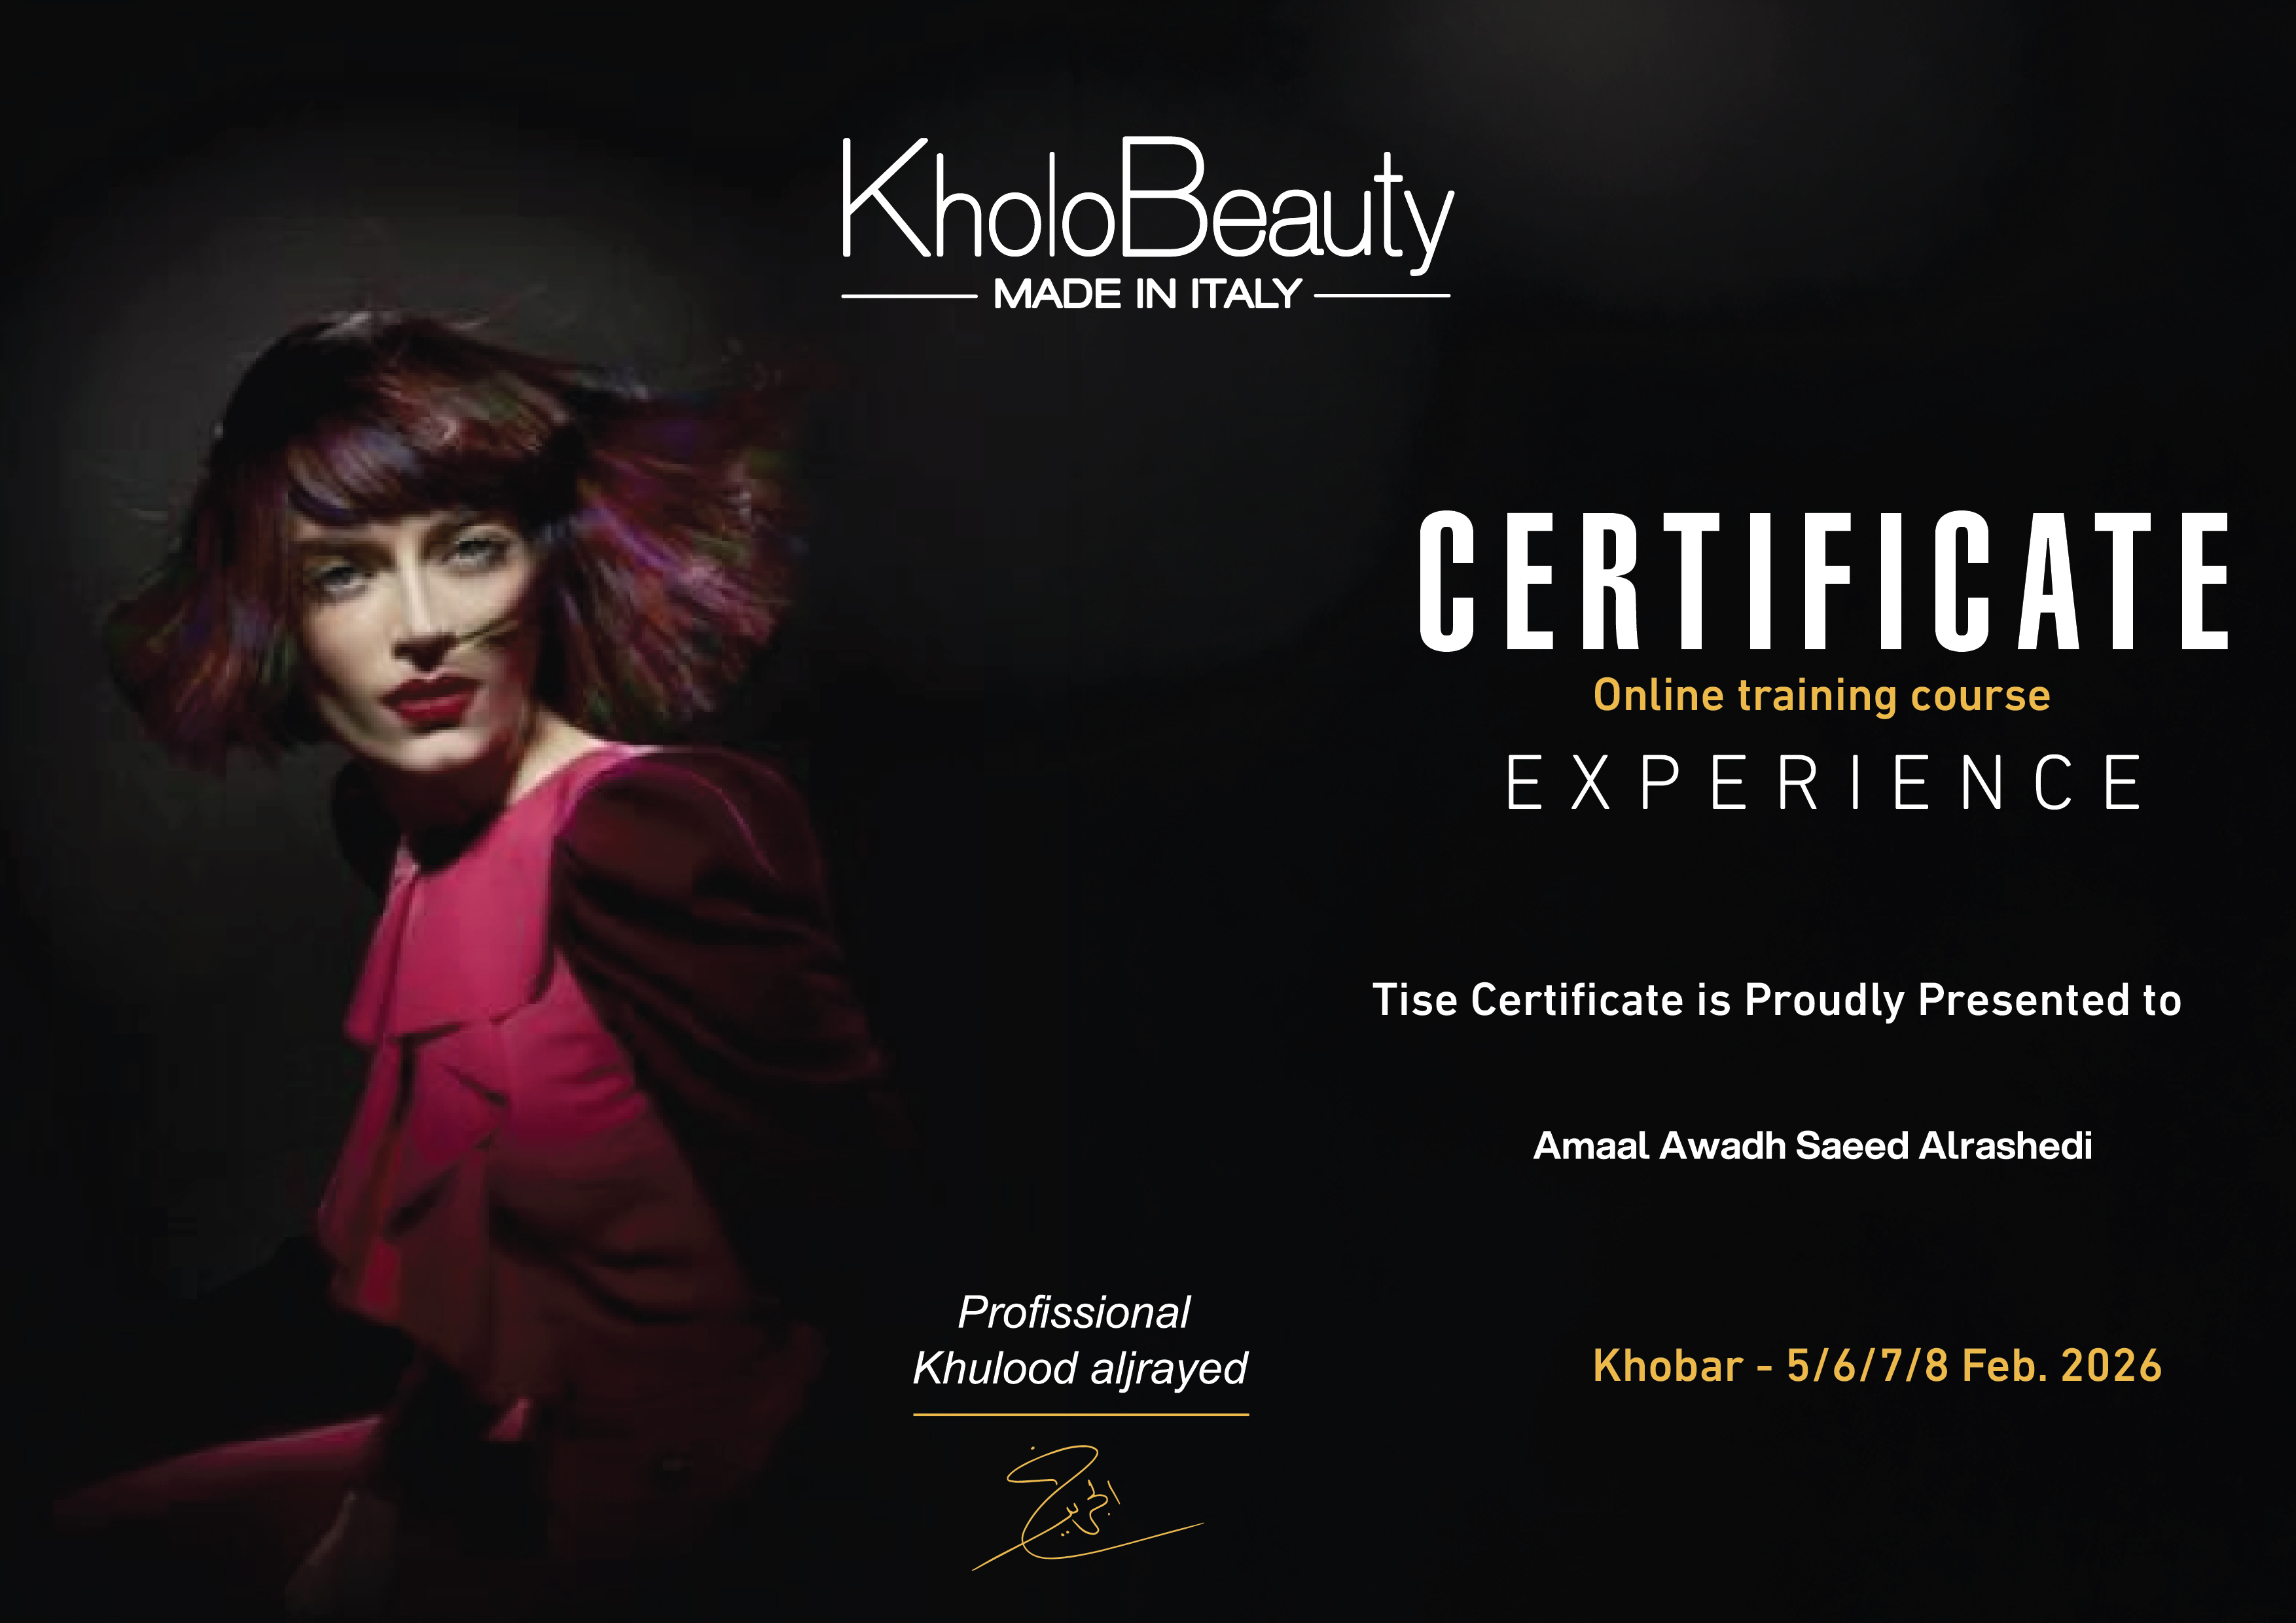 KholoBeauty
MADE IN ITALY
CERTIFICATE
Online training course
EXPERIENCE
Tise Certificate is Proudly Presented to
Amaal Awadh Saeed Alrashedi
Profissional
Khulood aljrayed
Khobar - 5/6/7/8 Feb. 2026